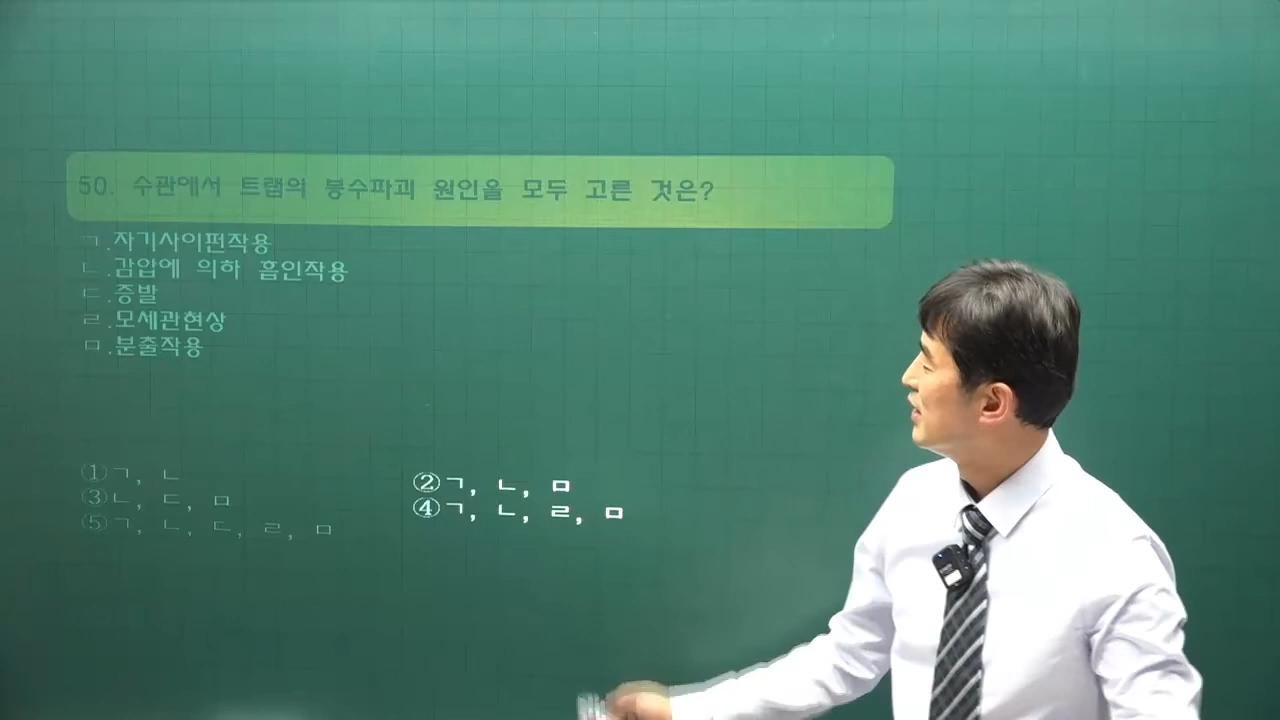 50. 수관에서 트랩의 봉수파괴 원인을 모두 고른 것은?
ㄱ.자기사이펀작용
ㄴ.감압에 의하 흡인작용
ㄷ.증발
ㄹ.모세관현상
ㅁ.분출작용
①ㄱ, ㄴ
②ㄱ, ㄴ, ㅁ
③ㄴ, ㄷ, ㅁ
④ㄱ, ㄴ, ㄹ, ㅁ
⑤ㄱ, ㄴ, ㄷ, ㄹ, ㅁ